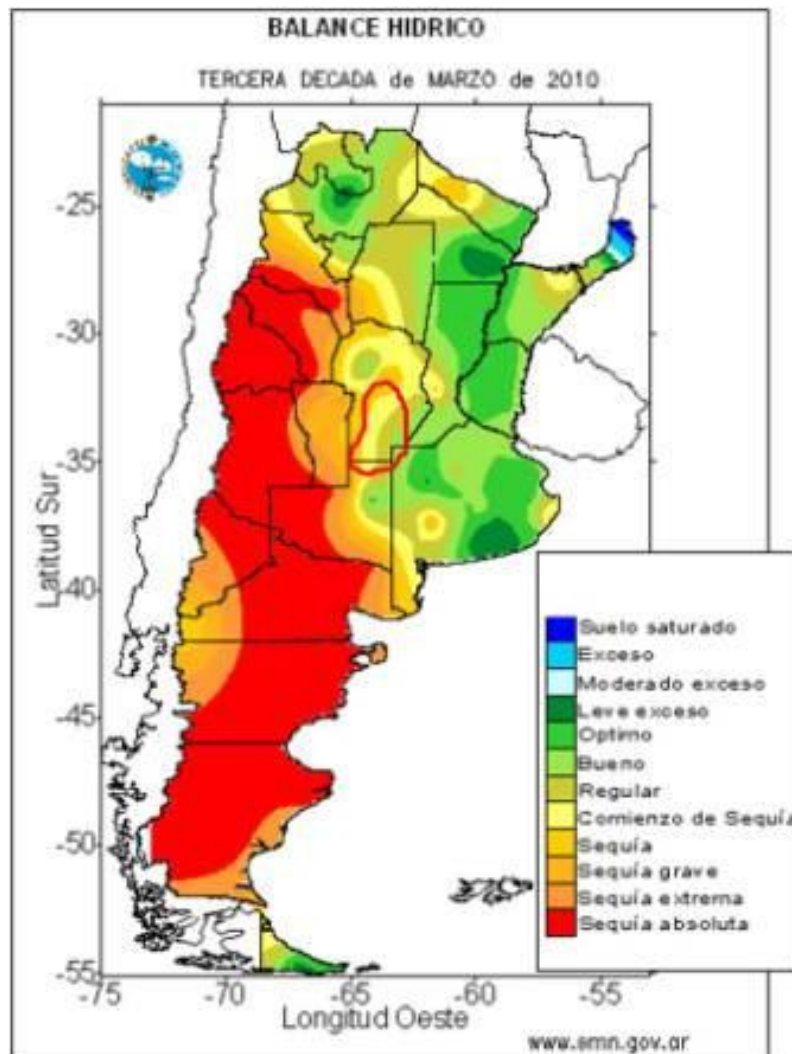 BALANCE HIDRICO
TERCERA DECADA de MARZO de 2010
-25
-30
-35
-40
-45
-50
-55
Latitud Sur
-75
-70
-65
-60
-55
Longitud Oeste
Suelo saturado
Exceso
Moderado exceso
Leve exceso
Optimo
Bueno
Regular
Comienzo de Sequía
Sequía
Sequía grave
Sequía extrema
Sequía absoluta
www.smn.gov.ar